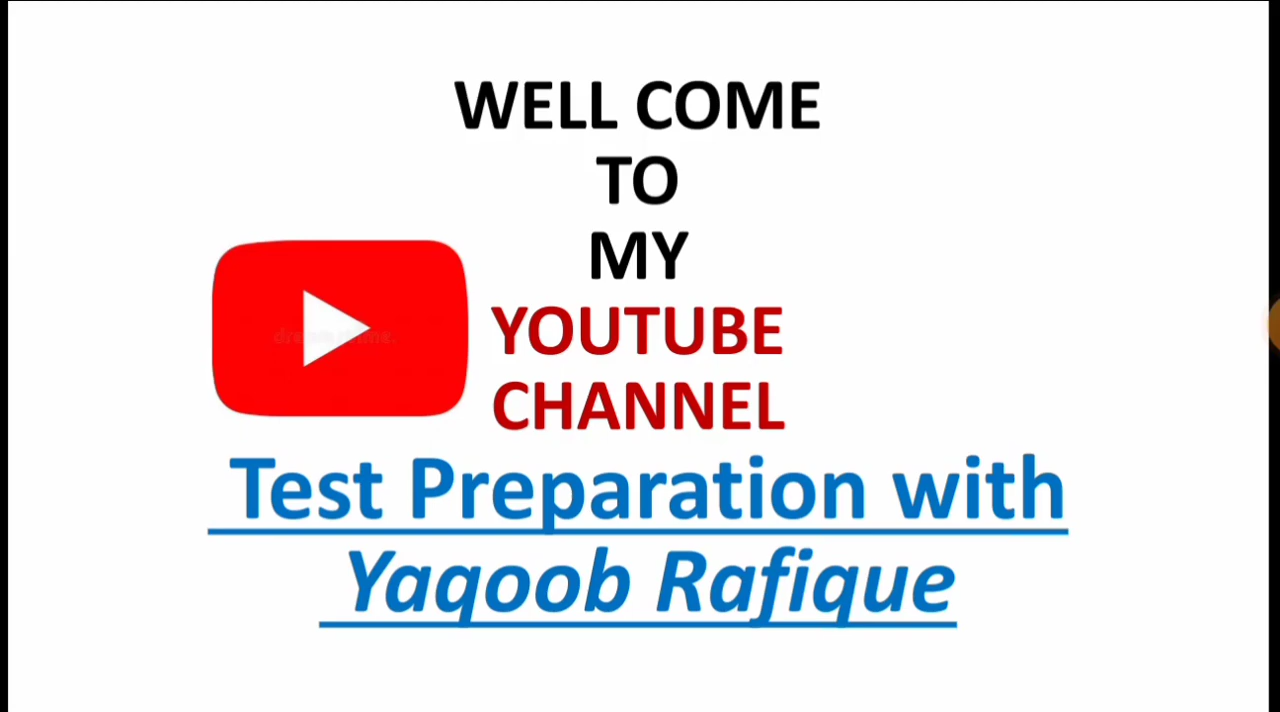 WELL COME
TO
MY
YOUTUBE
CHANNEL
Test Preparation with
Yaqoob Rafique